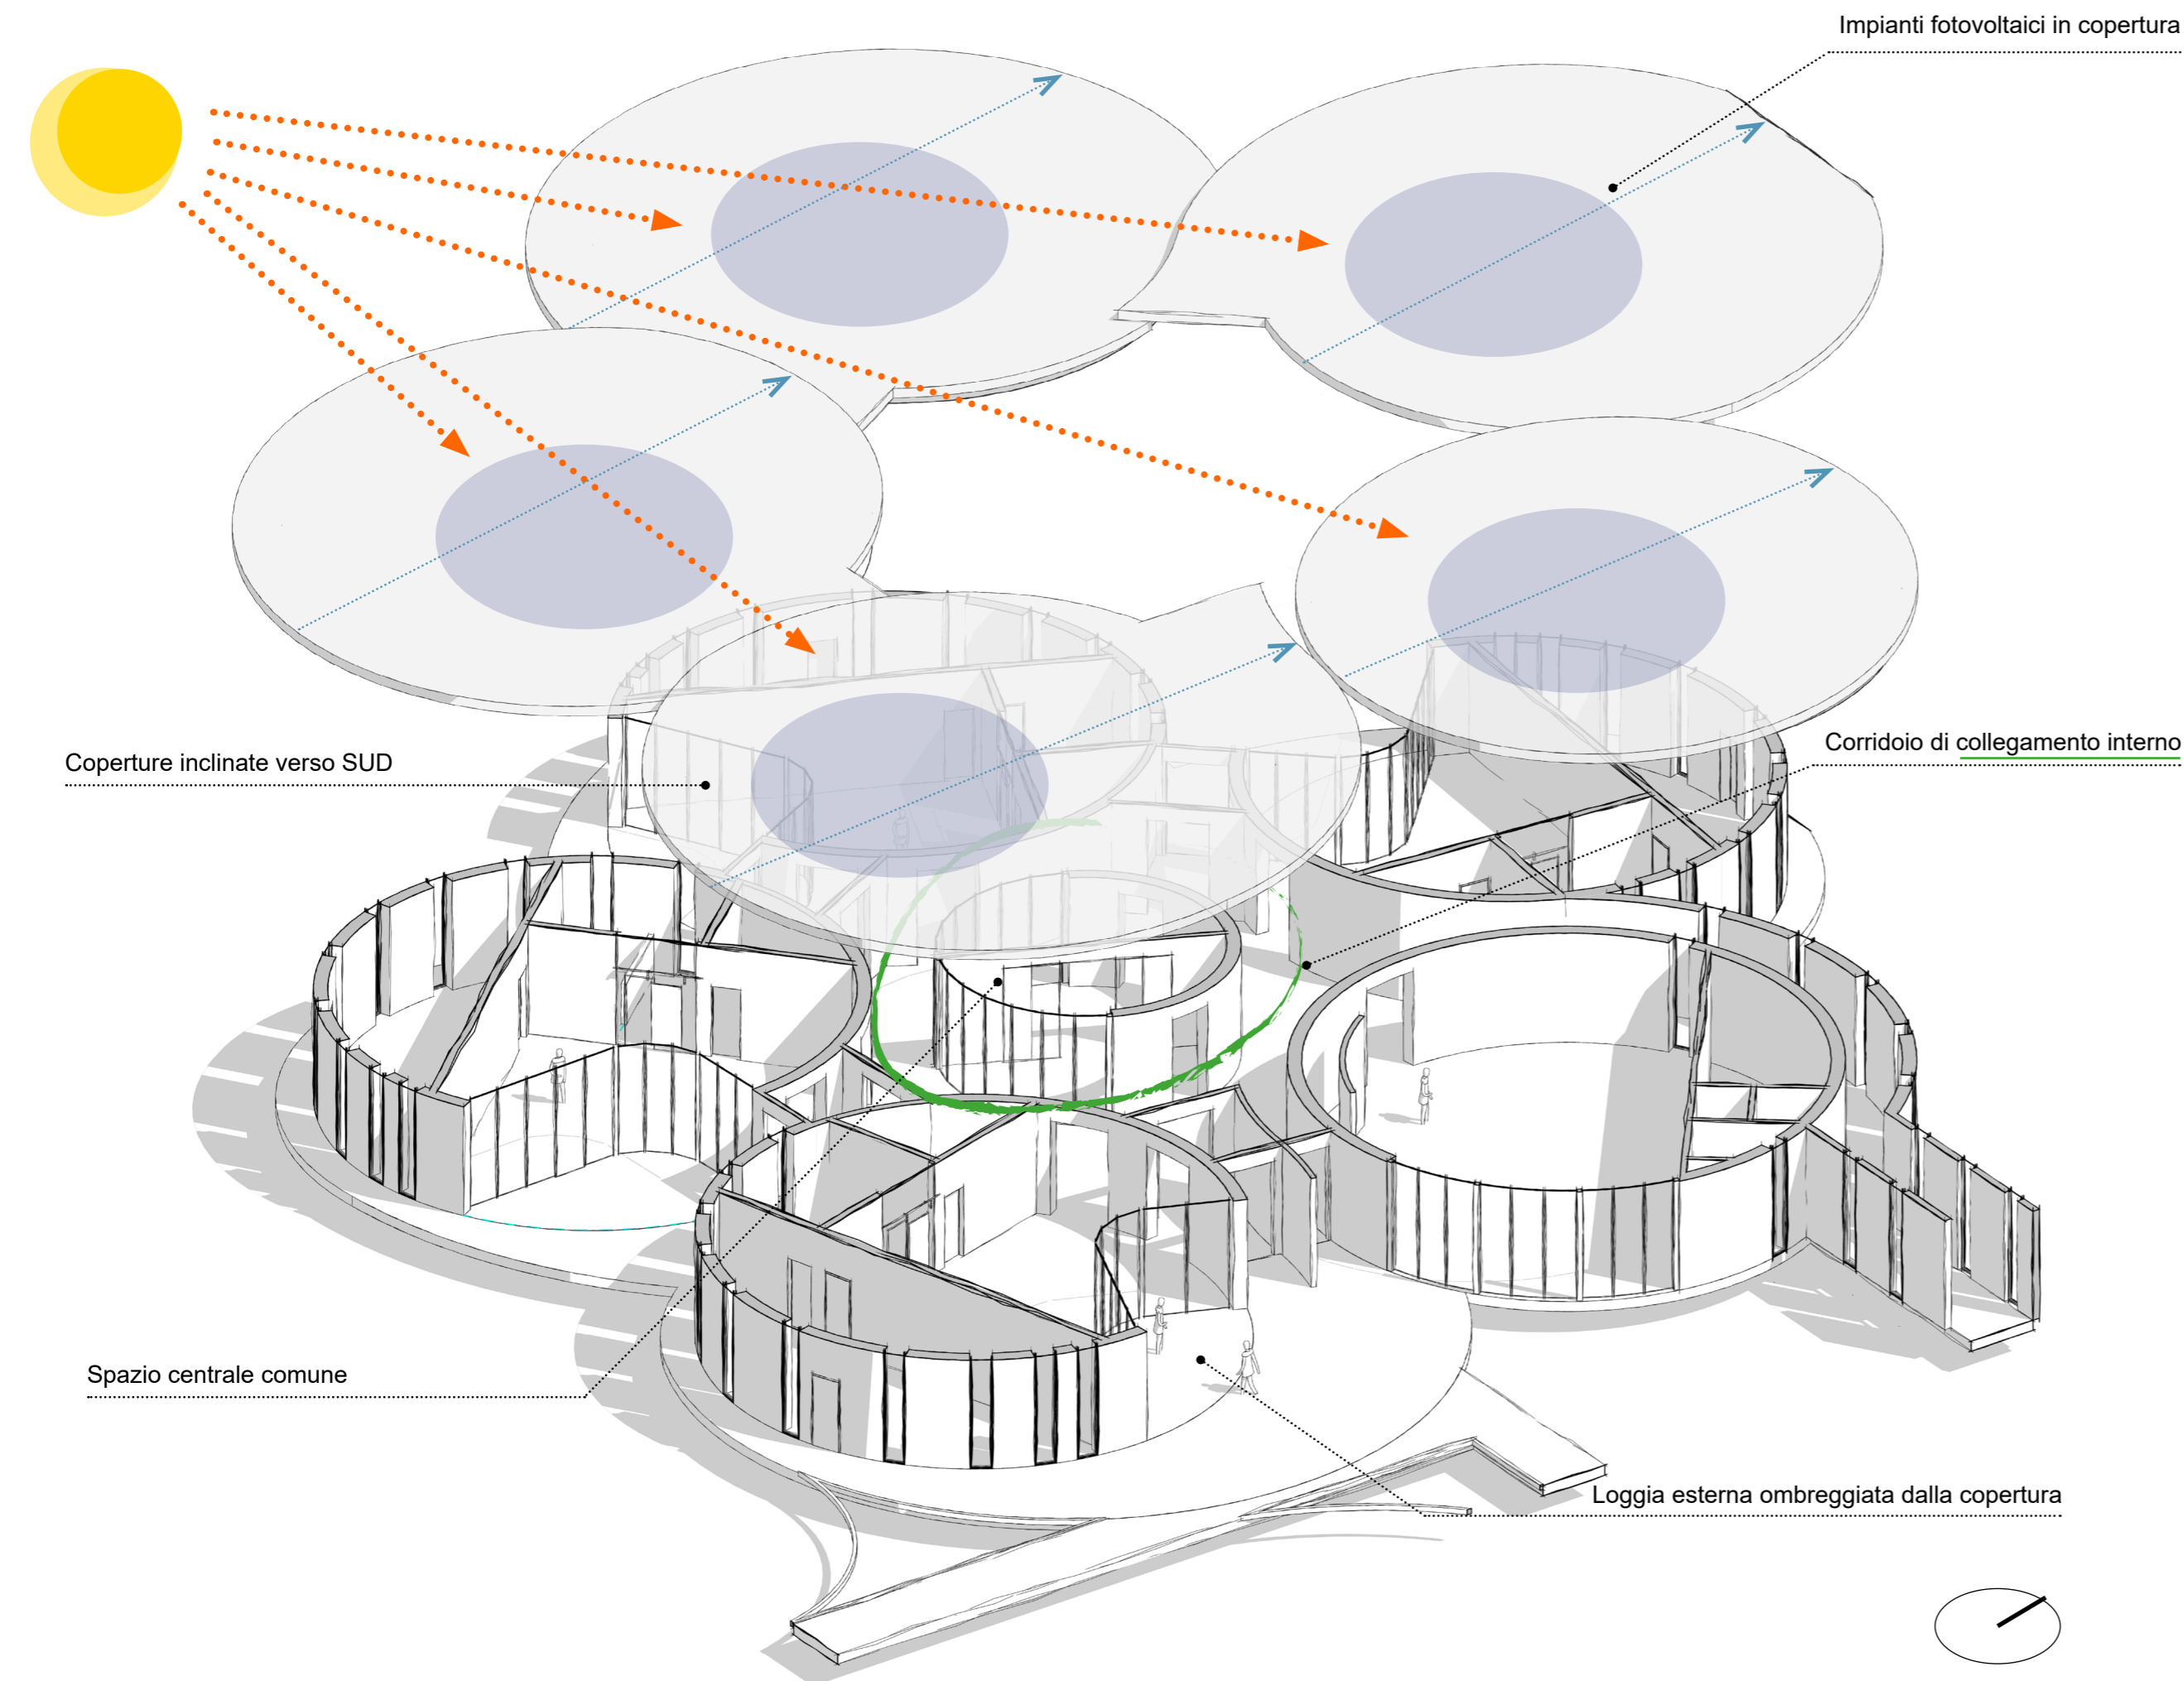 Impianti fotovoltaici in copertura
Corridoio di collegamento interno
Coperture inclinate verso SUD
Spazio centrale comune
Loggia esterna ombreggiata dalla copertura